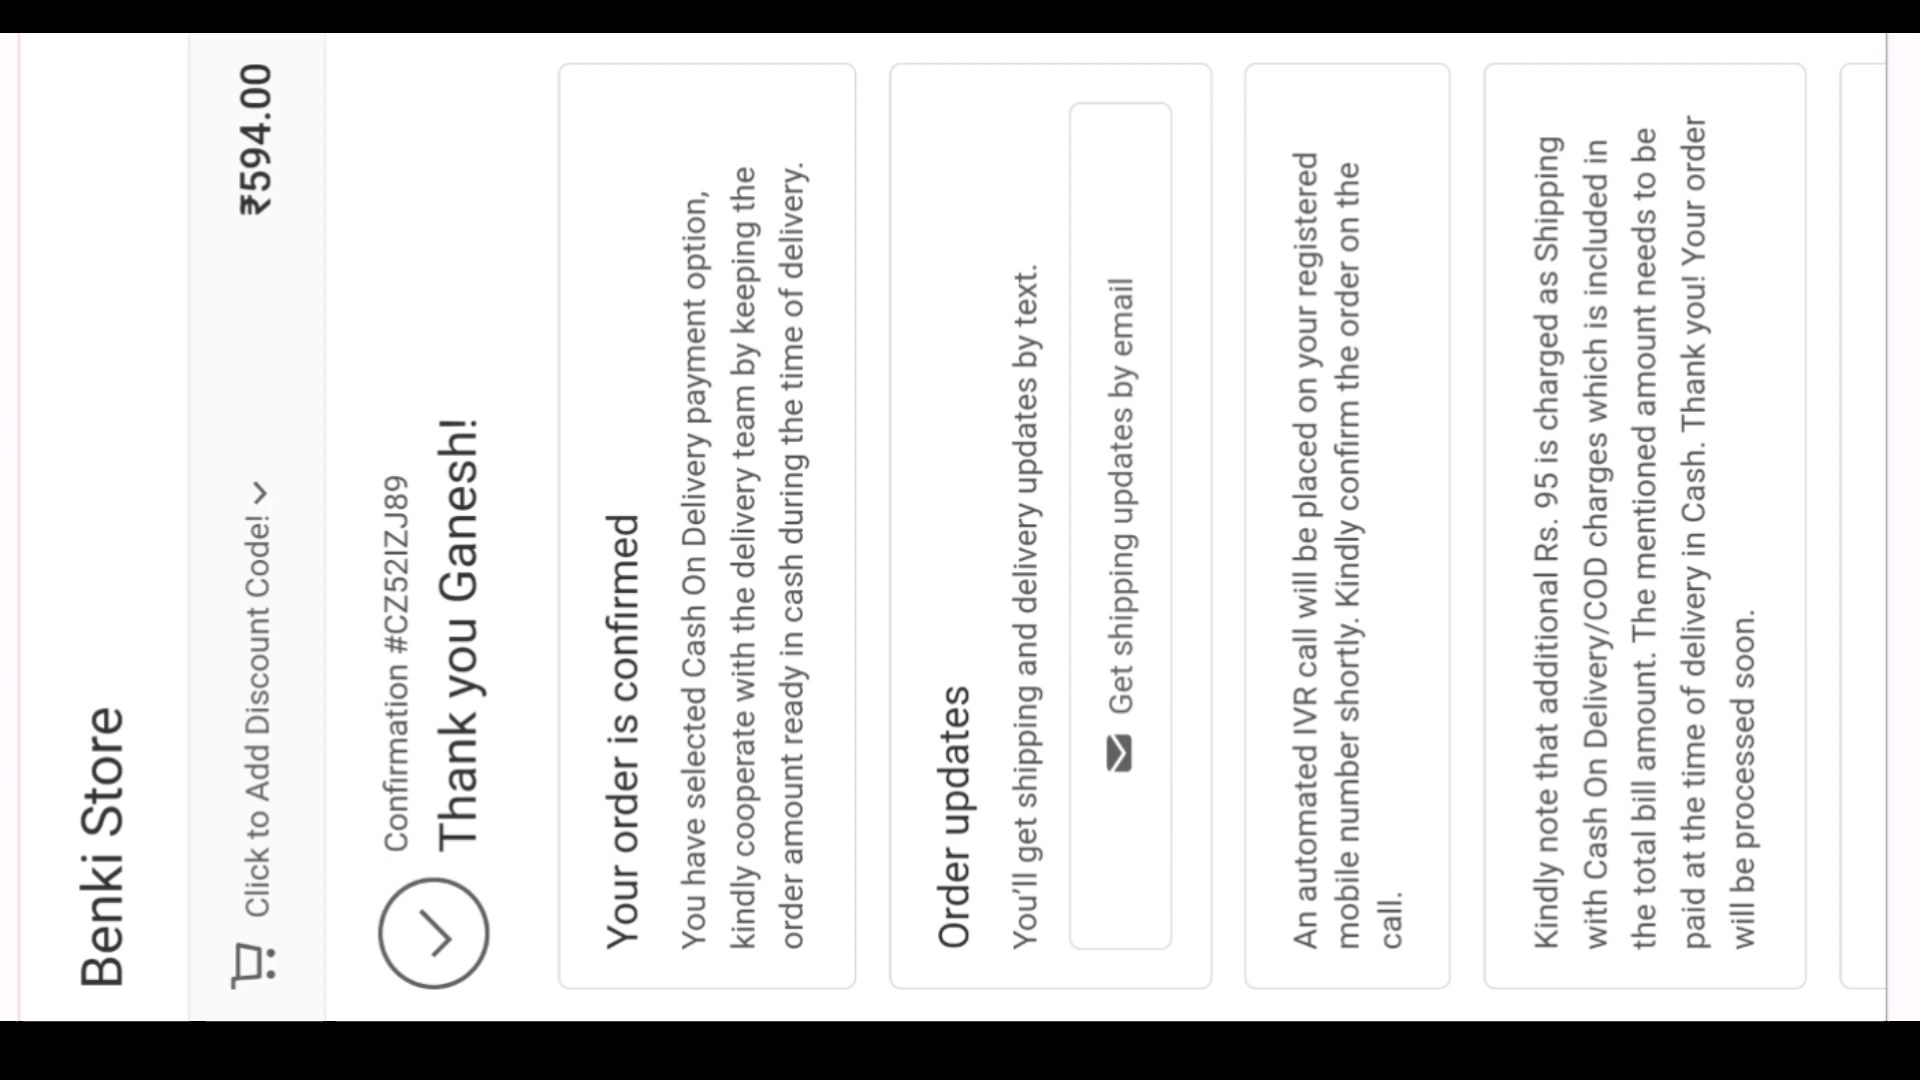 Benki Store
Click to Add Discount Code!
₹594.00
Confirmation #CZ52IZJ89
Thank you Ganesh!
Your order is confirmed
You have selected Cash On Delivery payment option,
kindly cooperate with the delivery team by keeping the
order amount ready in cash during the time of delivery.
Order updates
You'll get shipping and delivery updates by text.
Get shipping updates by email
An automated IVR call will be placed on your registered
mobile number shortly. Kindly confirm the order on the
call.
Kindly note that additional Rs. 95 is charged as Shipping
with Cash On Delivery/COD charges which is included in
the total bill amount. The mentioned amount needs to be
paid at the time of delivery in Cash. Thank you! Your order
will be processed soon.